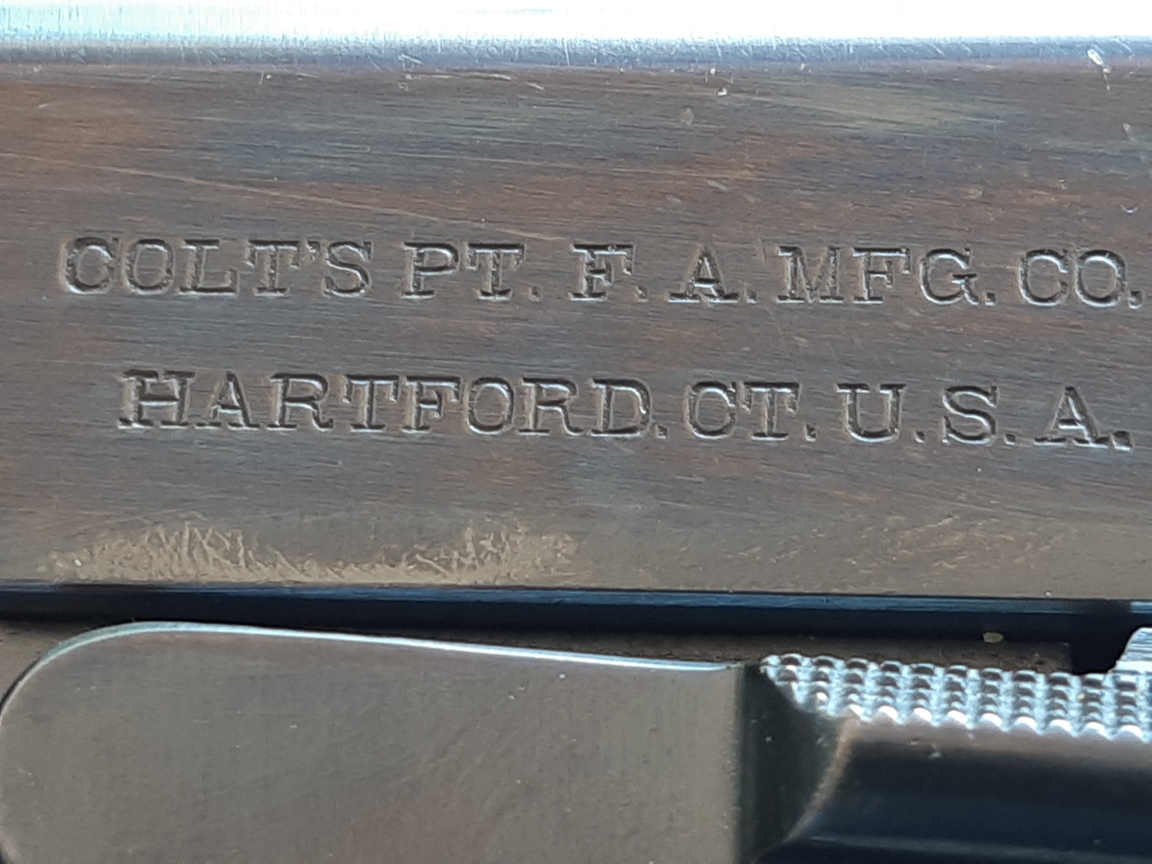 COLT'S PT. F. A. MFG. CO.
HARTFORD. CT. U.S.A.